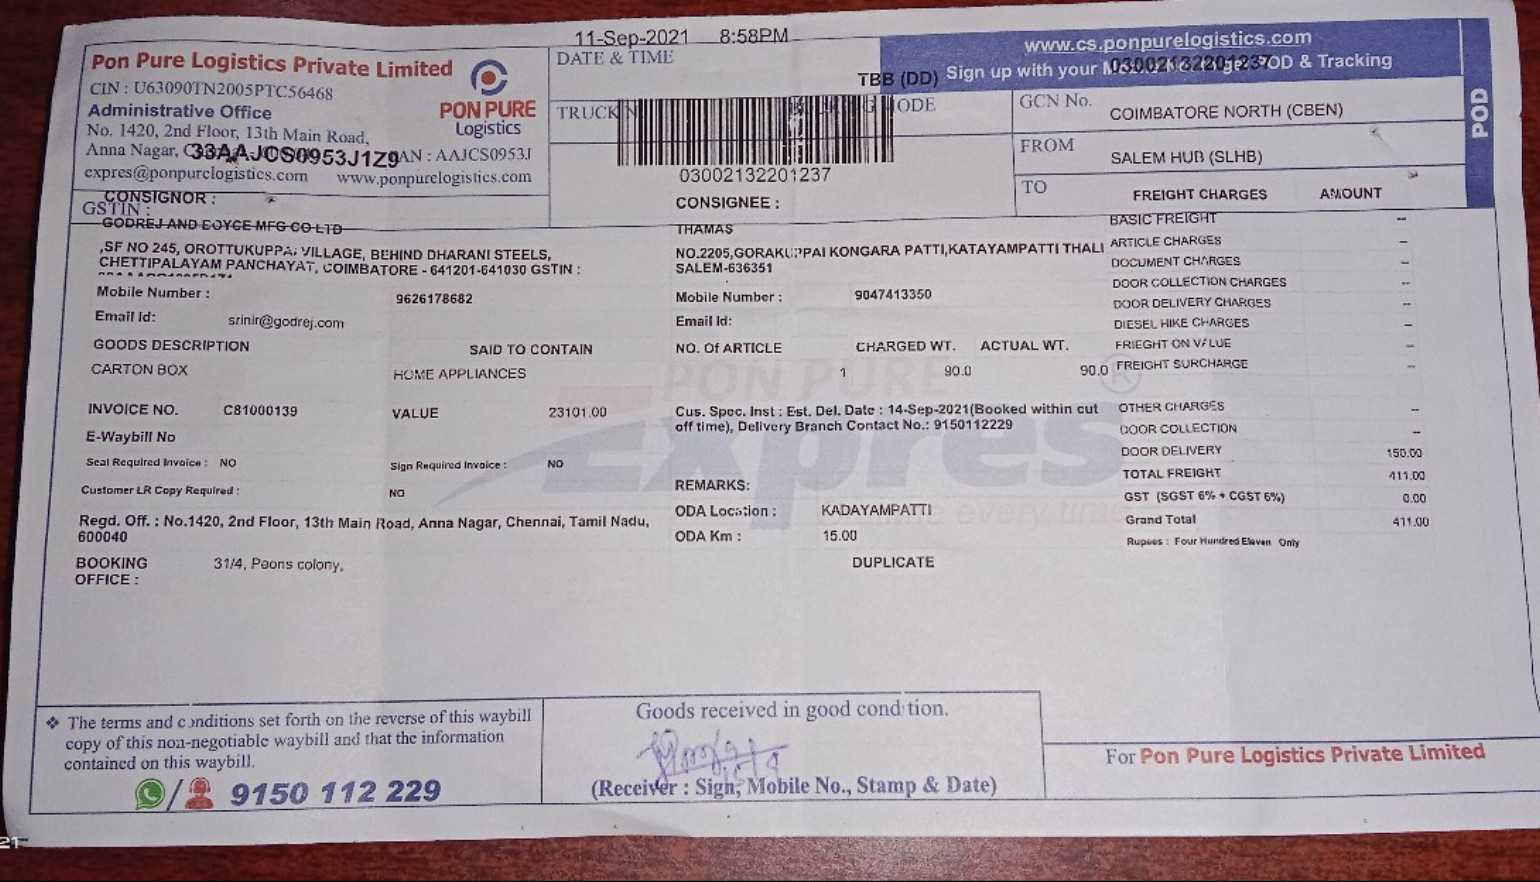 11-Sep-2021 8:58PM
Pon Pure Logistics Private Limited
CIN : U63090TN2005PTC56468
Administrative Office
No. 1420, 2nd Floor, 13th Main Road,
Anna Nagar,
33AAJCS0953J1Z9
AN : AAJCS0953J
expres@ponpurelogistics.com www.ponpurelogistics.com
GSTIN :
PON PURE
Logistics
DATE & TIME
TRUCK N
TBB (DD)
ODE
03002132201237
www.cs.ponpurelogistics.com
Sign up with your M
03002132201237
POD & Tracking
GCN No.
COIMBATORE NORTH (CBEN)
FROM
SALEM HUB (SLHB)
TO
POD
CONSIGNOR :
GODREJ AND BOYCE MFG CO LTD
,SF NO 245, OROTTUKUPPAI VILLAGE, BEHIND DHARANI STEELS,
CHETTIPALAYAM PANCHAYAT, COIMBATORE - 641201-641030 GSTIN :
Mobile Number : 9626178682
Email Id: srinir@godrej.com
CONSIGNEE :
THAMAS
NO.2205,GORAKUPPAI KONGARA PATTI,KATAYAMPATTI THALI
SALEM-636351
Mobile Number : 9047413350
Email Id:
GOODS DESCRIPTION SAID TO CONTAIN NO. Of ARTICLE CHARGED WT. ACTUAL WT.
CARTON BOX HOME APPLIANCES 1 90.0 90.0
INVOICE NO. C81000139 VALUE 23101.00
E-Waybill No
Seal Required Invoice : NO Sign Required Invoice : NO
Customer LR Copy Required : NO
Regd. Off. : No.1420, 2nd Floor, 13th Main Road, Anna Nagar, Chennai, Tamil Nadu,
600040
BOOKING 31/4, Peons colony,
OFFICE :
Cus. Spec. Inst : Est. Del. Date : 14-Sep-2021(Booked within cut
off time), Delivery Branch Contact No.: 9150112229
REMARKS:
ODA Location : KADAYAMPATTI
ODA Km : 15.00
DUPLICATE
PON PURE
Expres
time every time
FREIGHT CHARGES AMOUNT
BASIC FREIGHT --
ARTICLE CHARGES --
DOCUMENT CHARGES --
DOOR COLLECTION CHARGES --
DOOR DELIVERY CHARGES --
DIESEL HIKE CHARGES --
FRIEGHT ON VALUE --
FREIGHT SURCHARGE --
OTHER CHARGES --
DOOR COLLECTION --
DOOR DELIVERY 150.00
TOTAL FREIGHT 411.00
GST (SGST 6% + CGST 6%) 0.00
Grand Total 411.00
Rupees : Four Hundred Eleven Only
❖ The terms and conditions set forth on the reverse of this waybill
copy of this non-negotiable waybill and that the information
contained on this waybill.
9150 112 229
Goods received in good condition.
(Receiver : Sign, Mobile No., Stamp & Date)
For Pon Pure Logistics Private Limited
21